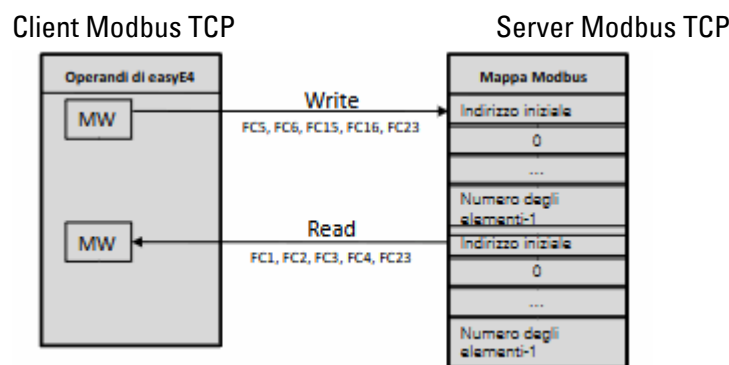 Client Modbus TCP
Server Modbus TCP
Operandi di easyE4
Mappa Modbus
MW
Write
FC5, FC6, FC15, FC16, FC23
Indirizzo iniziale
0
...
Numero degli
elementi-1
MW
Read
FC1, FC2, FC3, FC4, FC23
Indirizzo iniziale
0
...
Numero degli
elementi-1